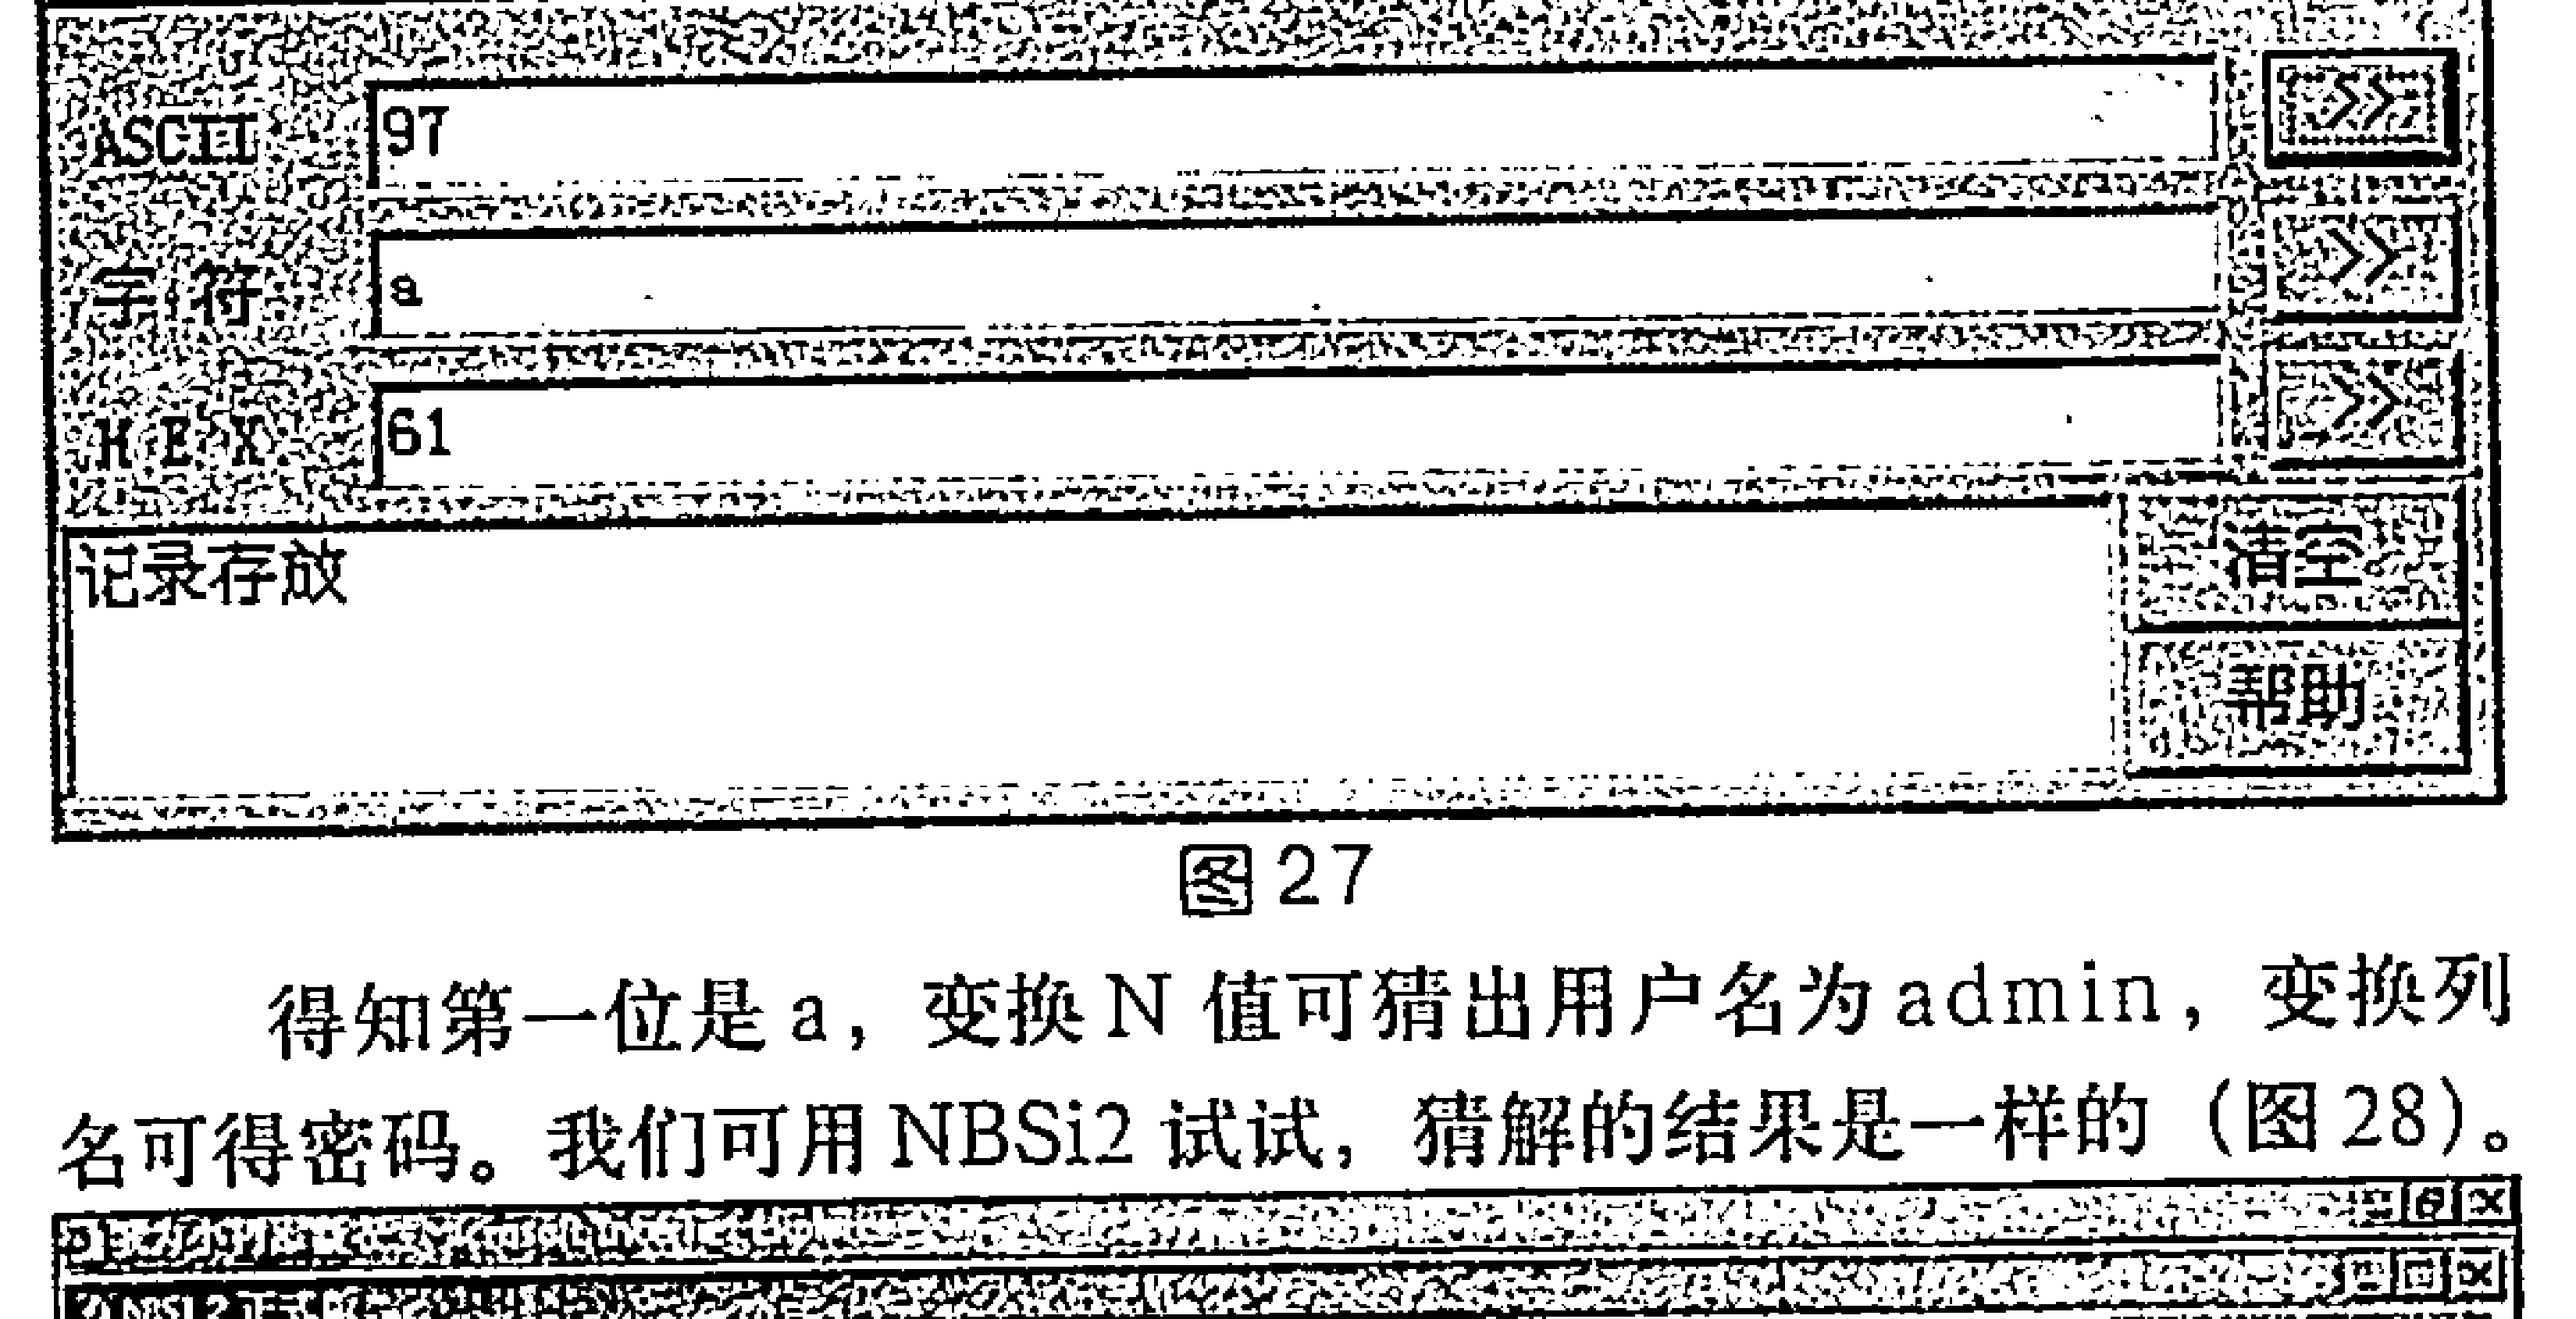 ASCII 97 >>
字 符 a >>
H E X 61 >>
记录存放 清空
帮助
图27
得知第一位是a，变换N值可猜出用户名为admin，变换列
名可得密码。我们可用NBSi2试试，猜解的结果是一样的（图28）。